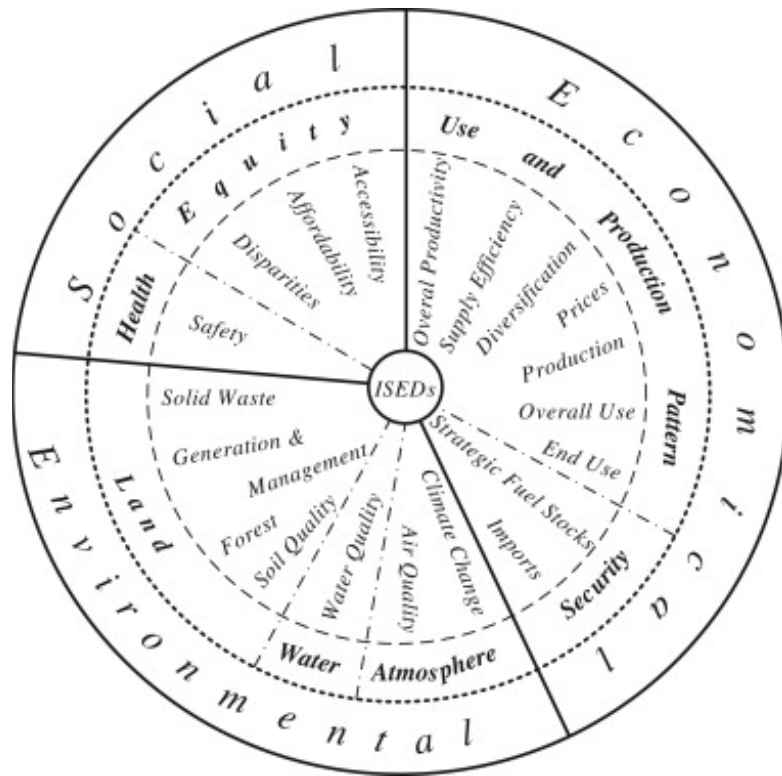 Social
Economical
Environmental
Equity
Health
Use and Production Pattern
Security
Land
Water
Atmosphere
Accessibility
Affordability
Disparities
Safety
Overal Productivity
Supply Efficiency
Diversification
Prices
Production
Overall Use
End Use
Strategic Fuel Stocks
Imports
Climate Change
Air Quality
Water Quality
Soil Quality
Forest
Solid Waste
Generation &
Management
ISEDs